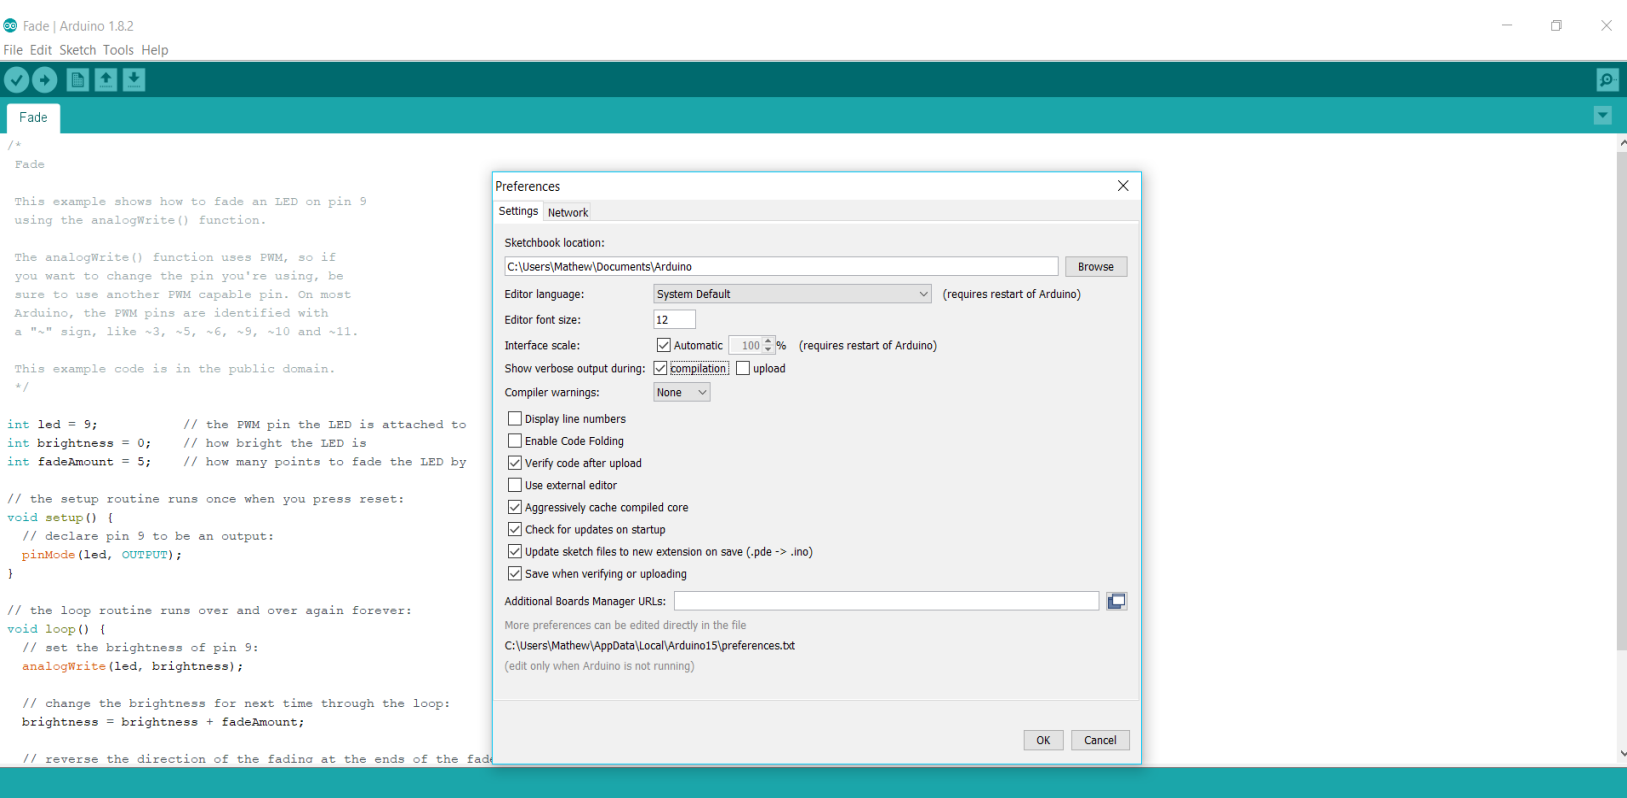 Fade | Arduino 1.8.2
File Edit Sketch Tools Help
Fade
/*
Fade
This example shows how to fade an LED on pin 9
using the analogWrite() function.
The analogWrite() function uses PWM, so if
you want to change the pin you're using, be
sure to use another PWM capable pin. On most
Arduino, the PWM pins are identified with
a "~" sign, like ~3, ~5, ~6, ~9, ~10 and ~11.
This example code is in the public domain.
*/
int led = 9; // the PWM pin the LED is attached to
int brightness = 0; // how bright the LED is
int fadeAmount = 5; // how many points to fade the LED by
// the setup routine runs once when you press reset:
void setup() {
// declare pin 9 to be an output:
pinMode(led, OUTPUT);
}
// the loop routine runs over and over again forever:
void loop() {
// set the brightness of pin 9:
analogWrite(led, brightness);
// change the brightness for next time through the loop:
brightness = brightness + fadeAmount;
// reverse the direction of the fading at the ends of the fade
Preferences
Settings Network
Sketchbook location:
C:\Users\Mathew\Documents\Arduino Browse
Editor language: System Default (requires restart of Arduino)
Editor font size: 12
Interface scale: Automatic 100 % (requires restart of Arduino)
Show verbose output during: compilation upload
Compiler warnings: None
Display line numbers
Enable Code Folding
Verify code after upload
Use external editor
Aggressively cache compiled core
Check for updates on startup
Update sketch files to new extension on save (.pde -> .ino)
Save when verifying or uploading
Additional Boards Manager URLs:
More preferences can be edited directly in the file
C:\Users\Mathew\AppData\Local\Arduino15\preferences.txt
(edit only when Arduino is not running)
OK Cancel